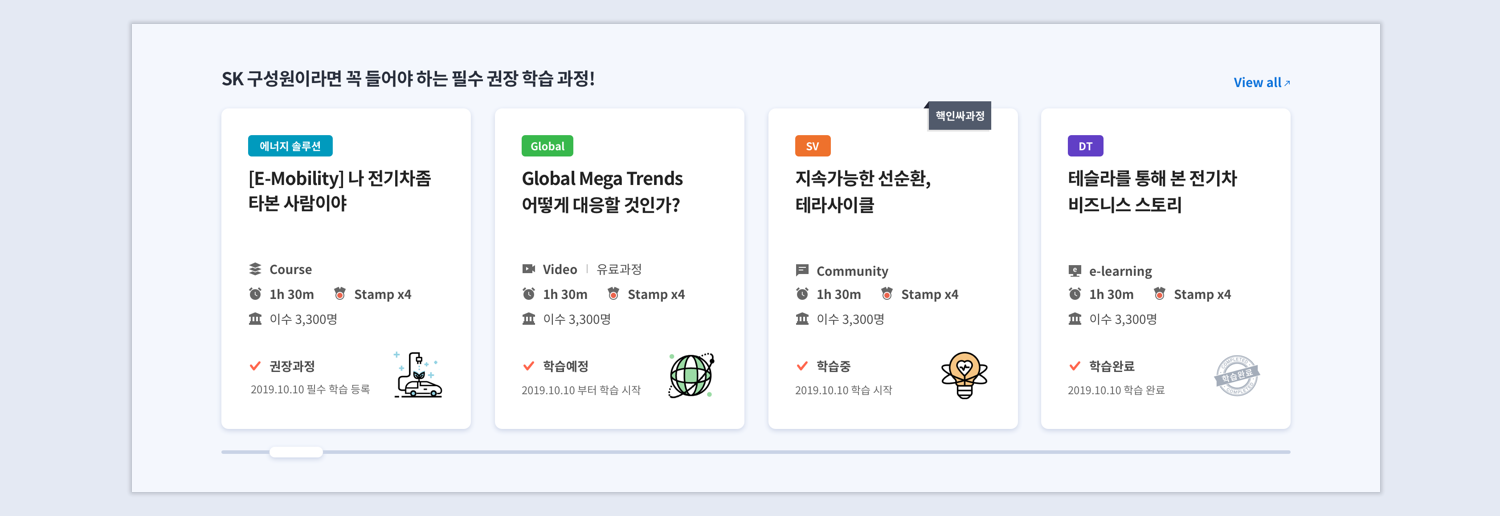 SK 구성원이라면 꼭 들어야 하는 필수 권장 학습 과정!
View all
에너지 솔루션
[E-Mobility] 나 전기차좀
타본 사람이야
Course
1h 30m Stamp x4
이수 3,300명
권장과정
2019.10.10 필수 학습 등록
Global
Global Mega Trends
어떻게 대응할 것인가?
Video | 유료과정
1h 30m Stamp x4
이수 3,300명
학습예정
2019.10.10 부터 학습 시작
핵인싸과정
SV
지속가능한 선순환,
테라사이클
Community
1h 30m Stamp x4
이수 3,300명
학습중
2019.10.10 학습 시작
DT
테슬라를 통해 본 전기차
비즈니스 스토리
e-learning
1h 30m Stamp x4
이수 3,300명
학습완료
2019.10.10 학습 완료
COMPLETED
학습완료
COMPLETED